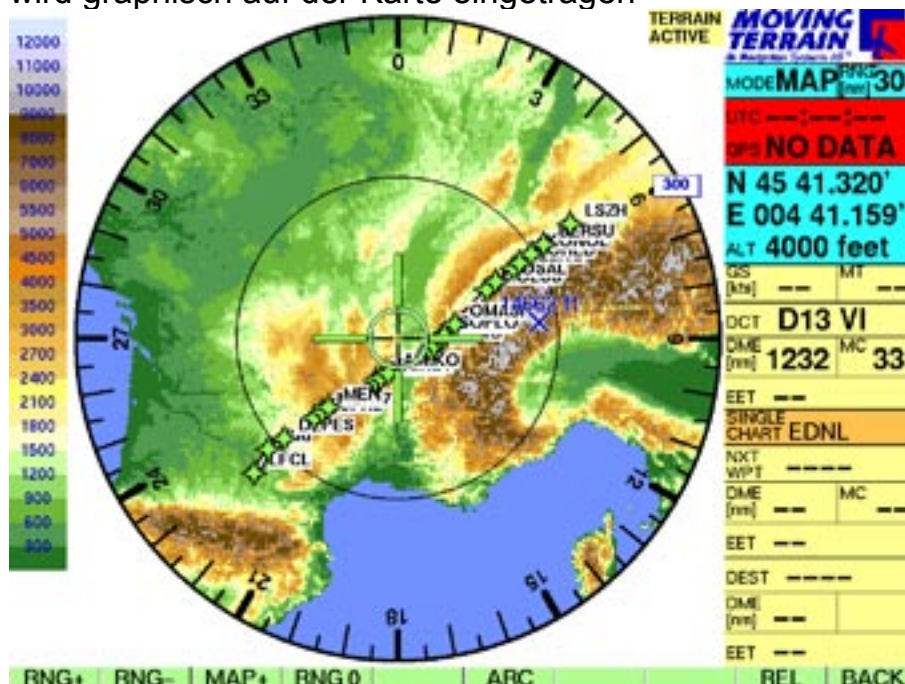 wird graphisch auf der Karte eingetragen
TERRAIN
ACTIVE
MOVING
TERRAIN
MODE MAP RNG [nm] 30
UTC --:--:--
GPS NO DATA
N 45 41.320'
E 004 41.159'
ALT 4000 feet
GS [kts] -- MT --
DCT D13 VI
DME [nm] 1232 MC 33
EET --
SINGLE
CHART EDNL
NXT
WPT ----
DME [nm] -- MC --
EET --
DEST ----
DME [nm] --
EET --
12000
11000
10000
9000
8000
7000
6000
5500
5000
4500
4000
3500
3000
2700
2400
2100
1800
1500
1200
900
600
300
0
3
6
9
12
15
18
21
24
27
30
33
300
LSZH
LFCL
RNG+ RNG- MAP+ RNG 0 ARC REL BACK